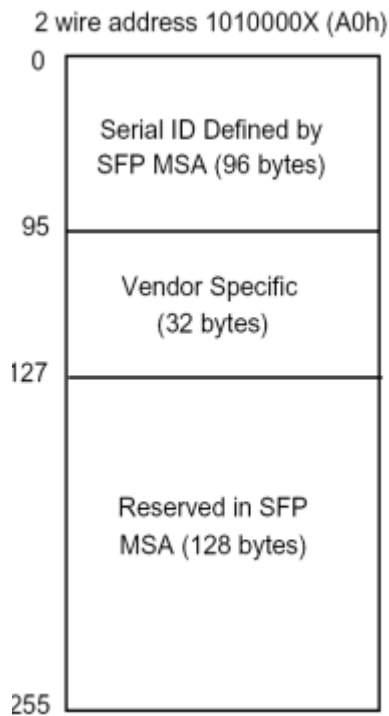 2 wire address 1010000X (A0h)
0
Serial ID Defined by
SFP MSA (96 bytes)
95
Vendor Specific
(32 bytes)
127
Reserved in SFP
MSA (128 bytes)
255